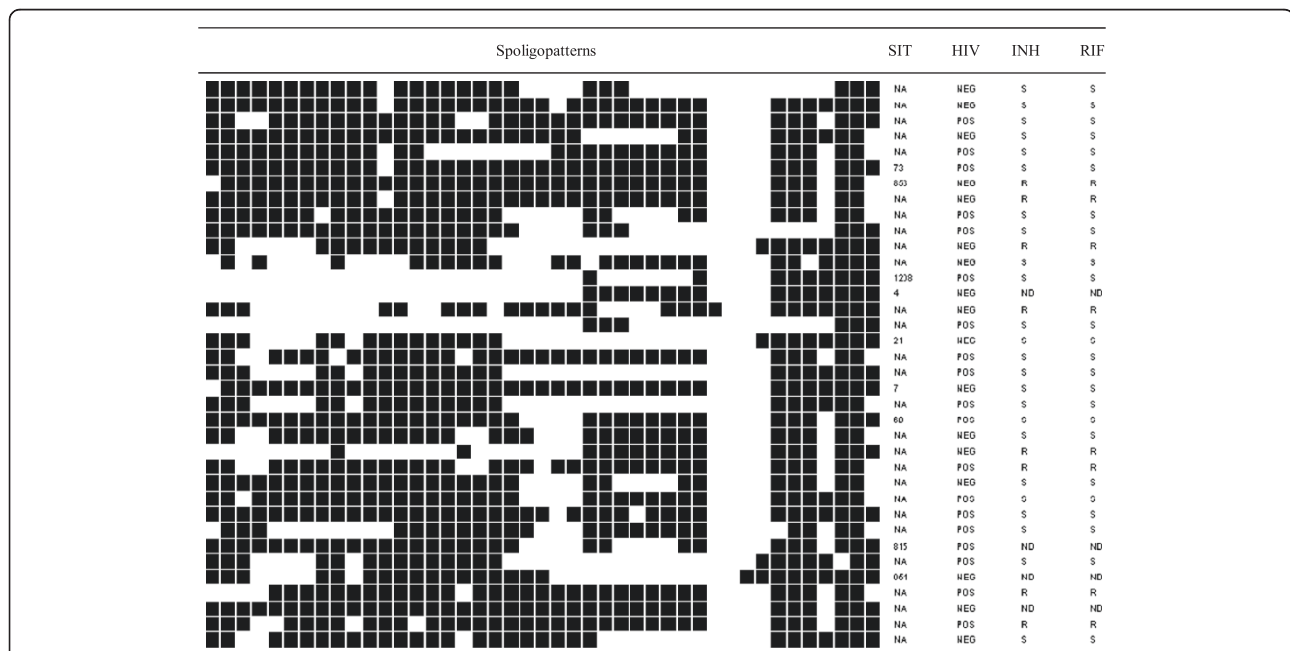 Spoligopatterns SIT HIV INH RIF
NA NEG S S
NA NEG S S
NA POS S S
NA NEG S S
NA POS S S
73 POS S S
853 NEG R R
NA NEG R R
NA POS S S
NA POS S S
NA NEG R R
NA NEG S S
POS S S
4 NEG ND ND
NA NEG R R
NA POS S S
21 NEG S S
NA POS S S
NA POS S S
7 NEG S S
NA POS S S
60 POS S S
NA NEG S S
NA NEG R R
NA POS R R
NA NEG S S
NA POS S S
NA POS S S
NA POS S S
815 POS ND ND
NA POS S S
NEG ND ND
NA POS R R
NA NEG ND ND
NA POS R R
NA NEG S S